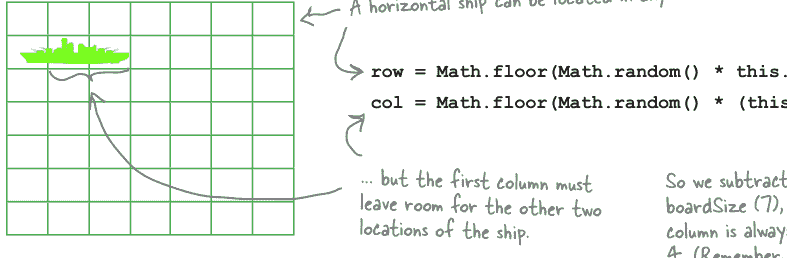 A horizontal ship can be located in any
row = Math.floor(Math.random() * this.
col = Math.floor(Math.random() * (this
... but the first column must
leave room for the other two
locations of the ship.
So we subtract
boardSize (7),
column is always
4. (Remember